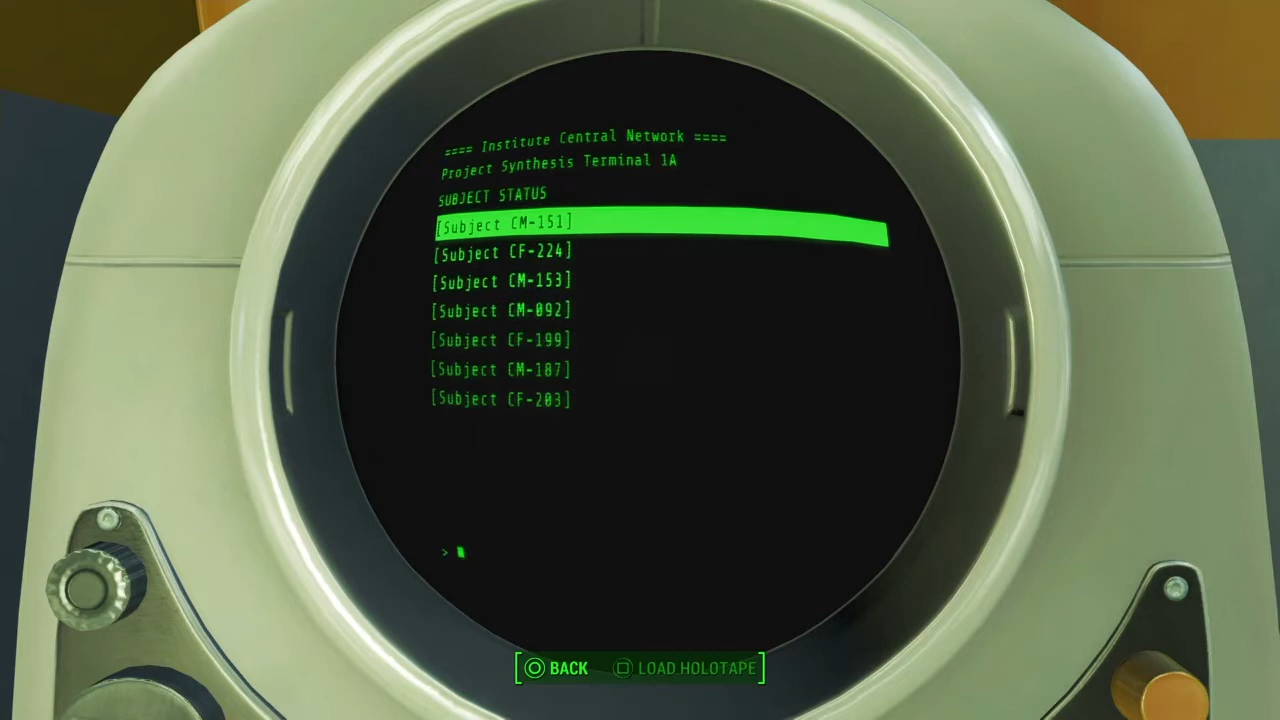 ==== Institute Central Network ====
Project Synthesis Terminal 1A
SUBJECT STATUS
[Subject CM-151]
[Subject CF-224]
[Subject CM-153]
[Subject CM-092]
[Subject CF-199]
[Subject CM-187]
[Subject CF-203]
>
BACK LOAD HOLOTAPE